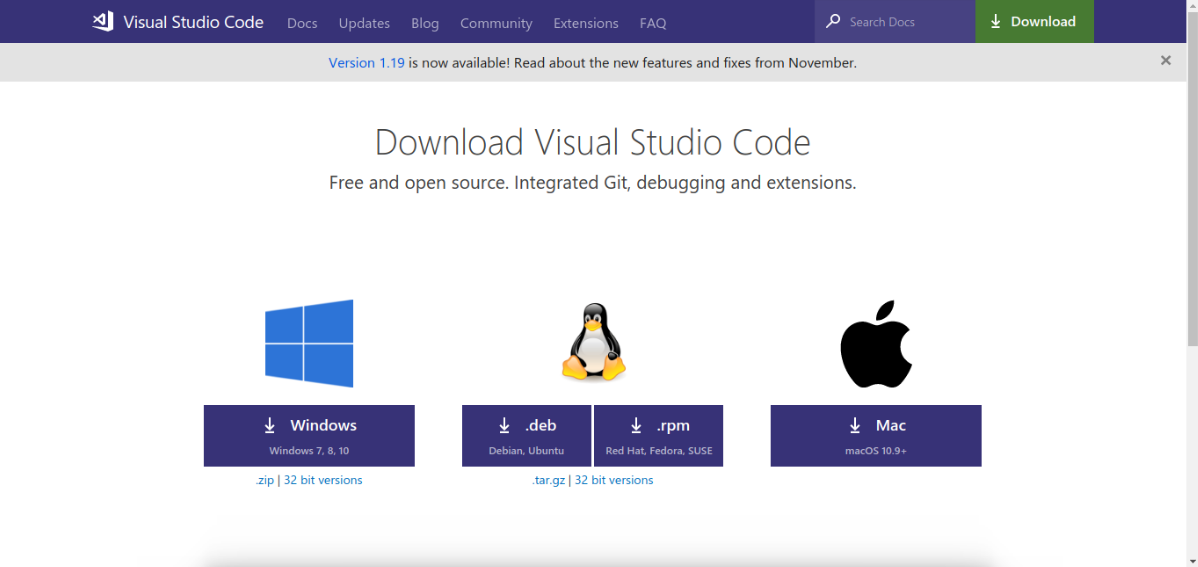 Visual Studio Code Docs Updates Blog Community Extensions FAQ Search Docs Download
Version 1.19 is now available! Read about the new features and fixes from November.
Download Visual Studio Code
Free and open source. Integrated Git, debugging and extensions.
Windows
Windows 7, 8, 10
.zip | 32 bit versions
.deb
Debian, Ubuntu
.rpm
Red Hat, Fedora, SUSE
.tar.gz | 32 bit versions
Mac
macOS 10.9+